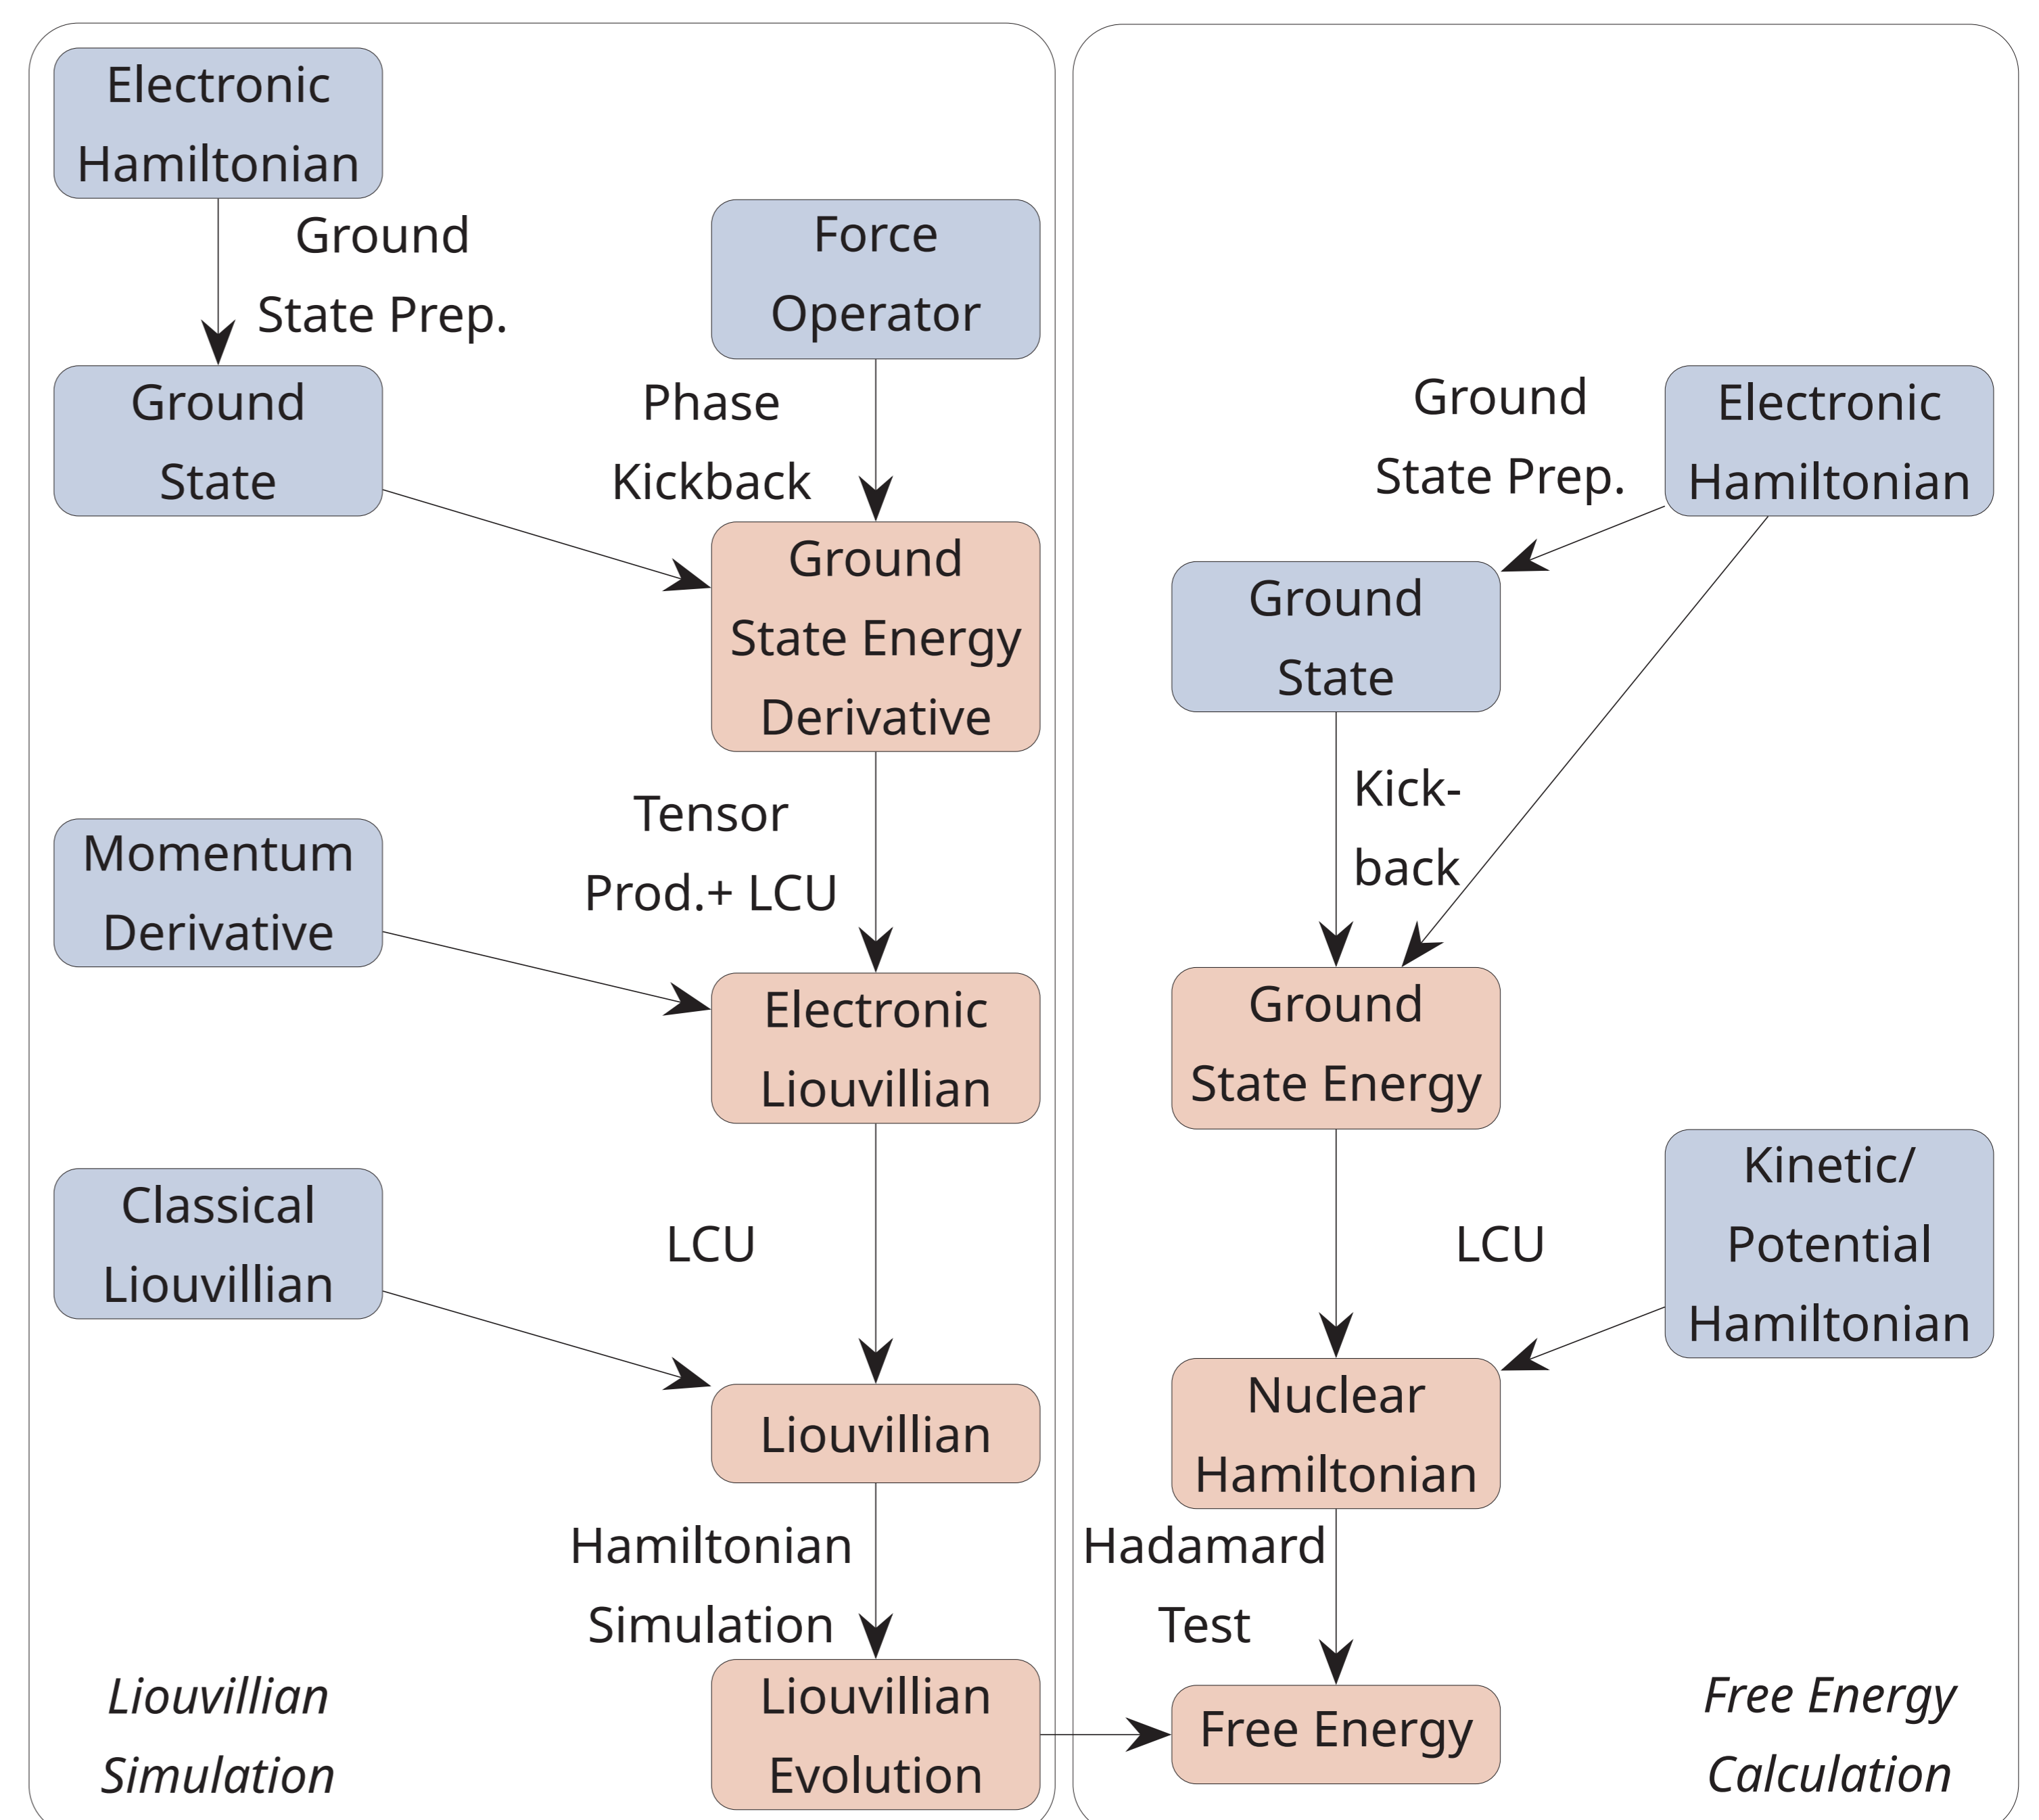 Electronic
Hamiltonian
Ground
State Prep.
Force
Operator
Ground
State
Phase
Kickback
Ground
State Energy
Derivative
Momentum
Derivative
Tensor
Prod.+ LCU
Electronic
Liouvillian
Classical
Liouvillian
LCU
Liouvillian
Hamiltonian
Simulation
Liouvillian
Evolution
Liouvillian
Simulation
Electronic
Hamiltonian
Ground
State Prep.
Ground
State
Kick-
back
Ground
State Energy
Kinetic/
Potential
Hamiltonian
LCU
Nuclear
Hamiltonian
Hadamard
Test
Free Energy
Free Energy
Calculation